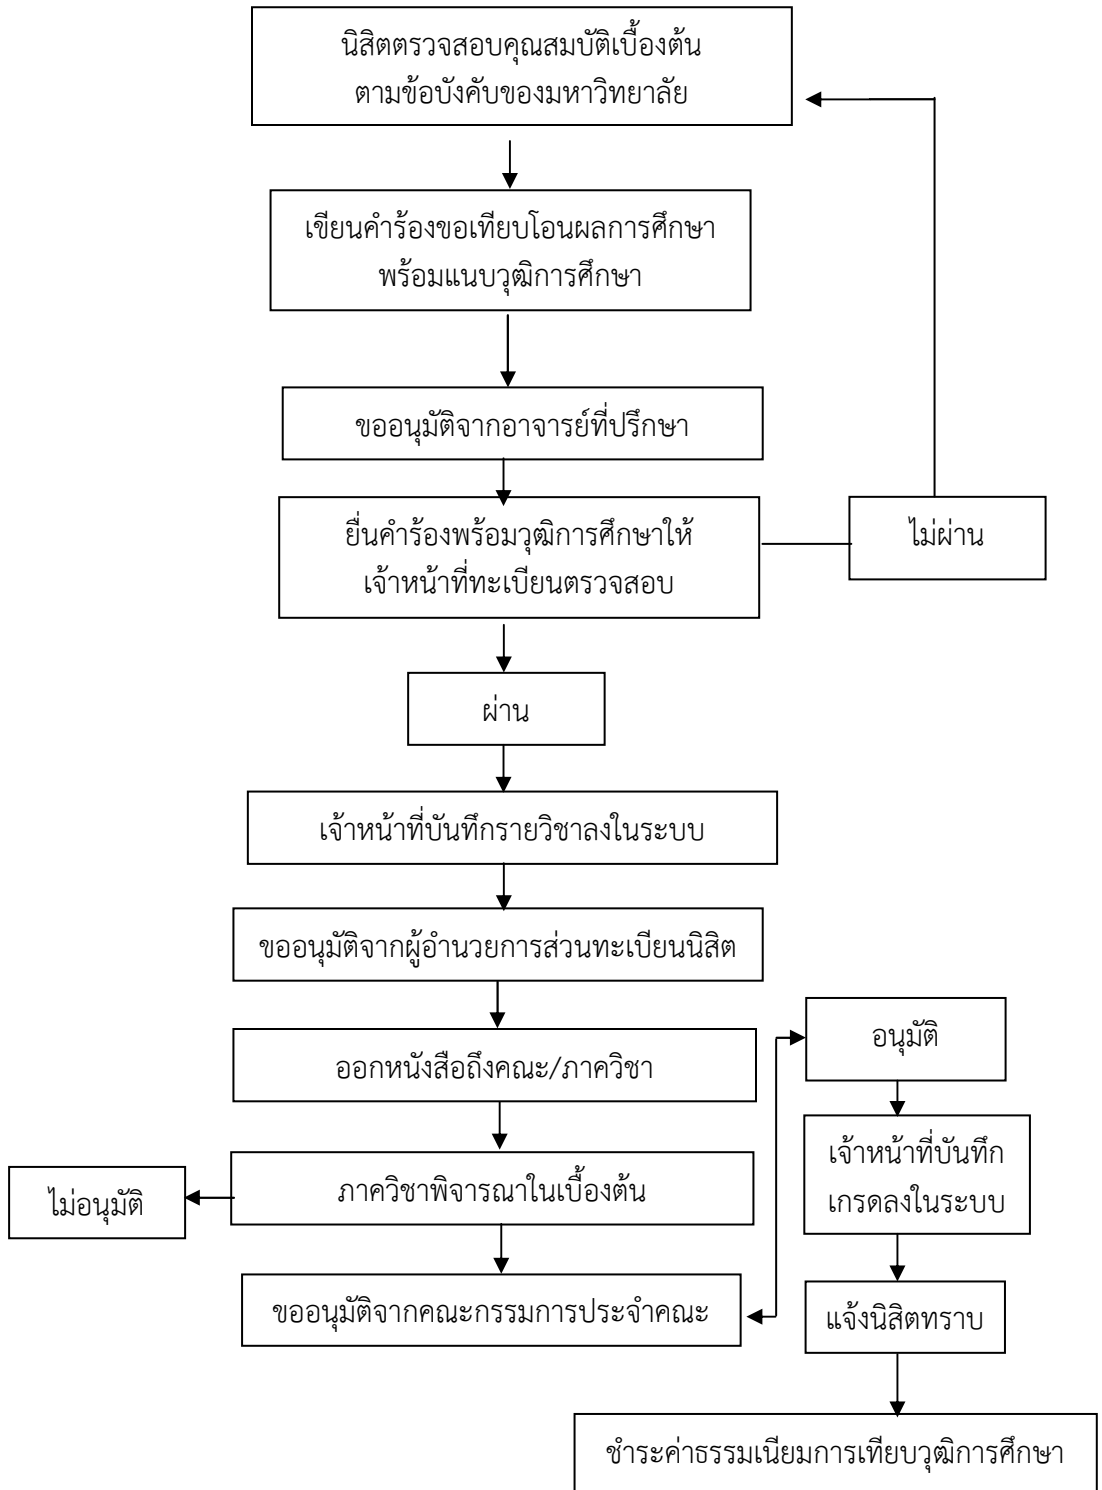 นิสิตตรวจสอบคุณสมบัติเบื้องต้น
ตามข้อบังคับของมหาวิทยาลัย
เขียนคำร้องขอเทียบโอนผลการศึกษา
พร้อมแนบวุฒิการศึกษา
ขออนุมัติจากอาจารย์ที่ปรึกษา
ยื่นคำร้องพร้อมวุฒิการศึกษาให้
เจ้าหน้าที่ทะเบียนตรวจสอบ
ไม่ผ่าน
ผ่าน
เจ้าหน้าที่บันทึกรายวิชาลงในระบบ
ขออนุมัติจากผู้อำนวยการส่วนทะเบียนนิสิต
ออกหนังสือถึงคณะ/ภาควิชา
ภาควิชาพิจารณาในเบื้องต้น
ไม่อนุมัติ
ขออนุมัติจากคณะกรรมการประจำคณะ
อนุมัติ
เจ้าหน้าที่บันทึก
เกรดลงในระบบ
แจ้งนิสิตทราบ
ชำระค่าธรรมเนียมการเทียบวุฒิการศึกษา